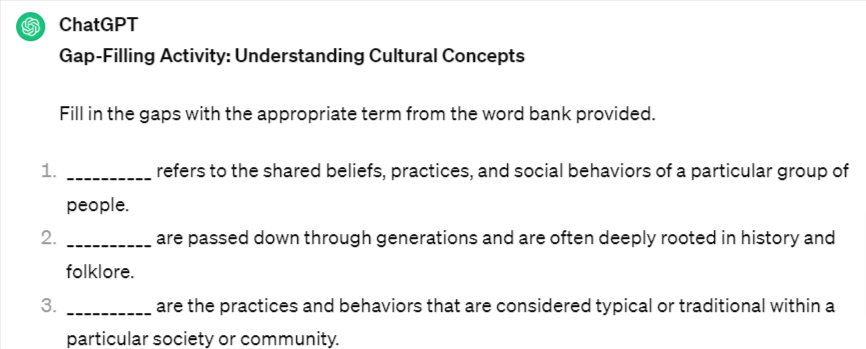 ChatGPT
Gap-Filling Activity: Understanding Cultural Concepts
Fill in the gaps with the appropriate term from the word bank provided.
1. __________ refers to the shared beliefs, practices, and social behaviors of a particular group of
people.
2. __________ are passed down through generations and are often deeply rooted in history and
folklore.
3. __________ are the practices and behaviors that are considered typical or traditional within a
particular society or community.